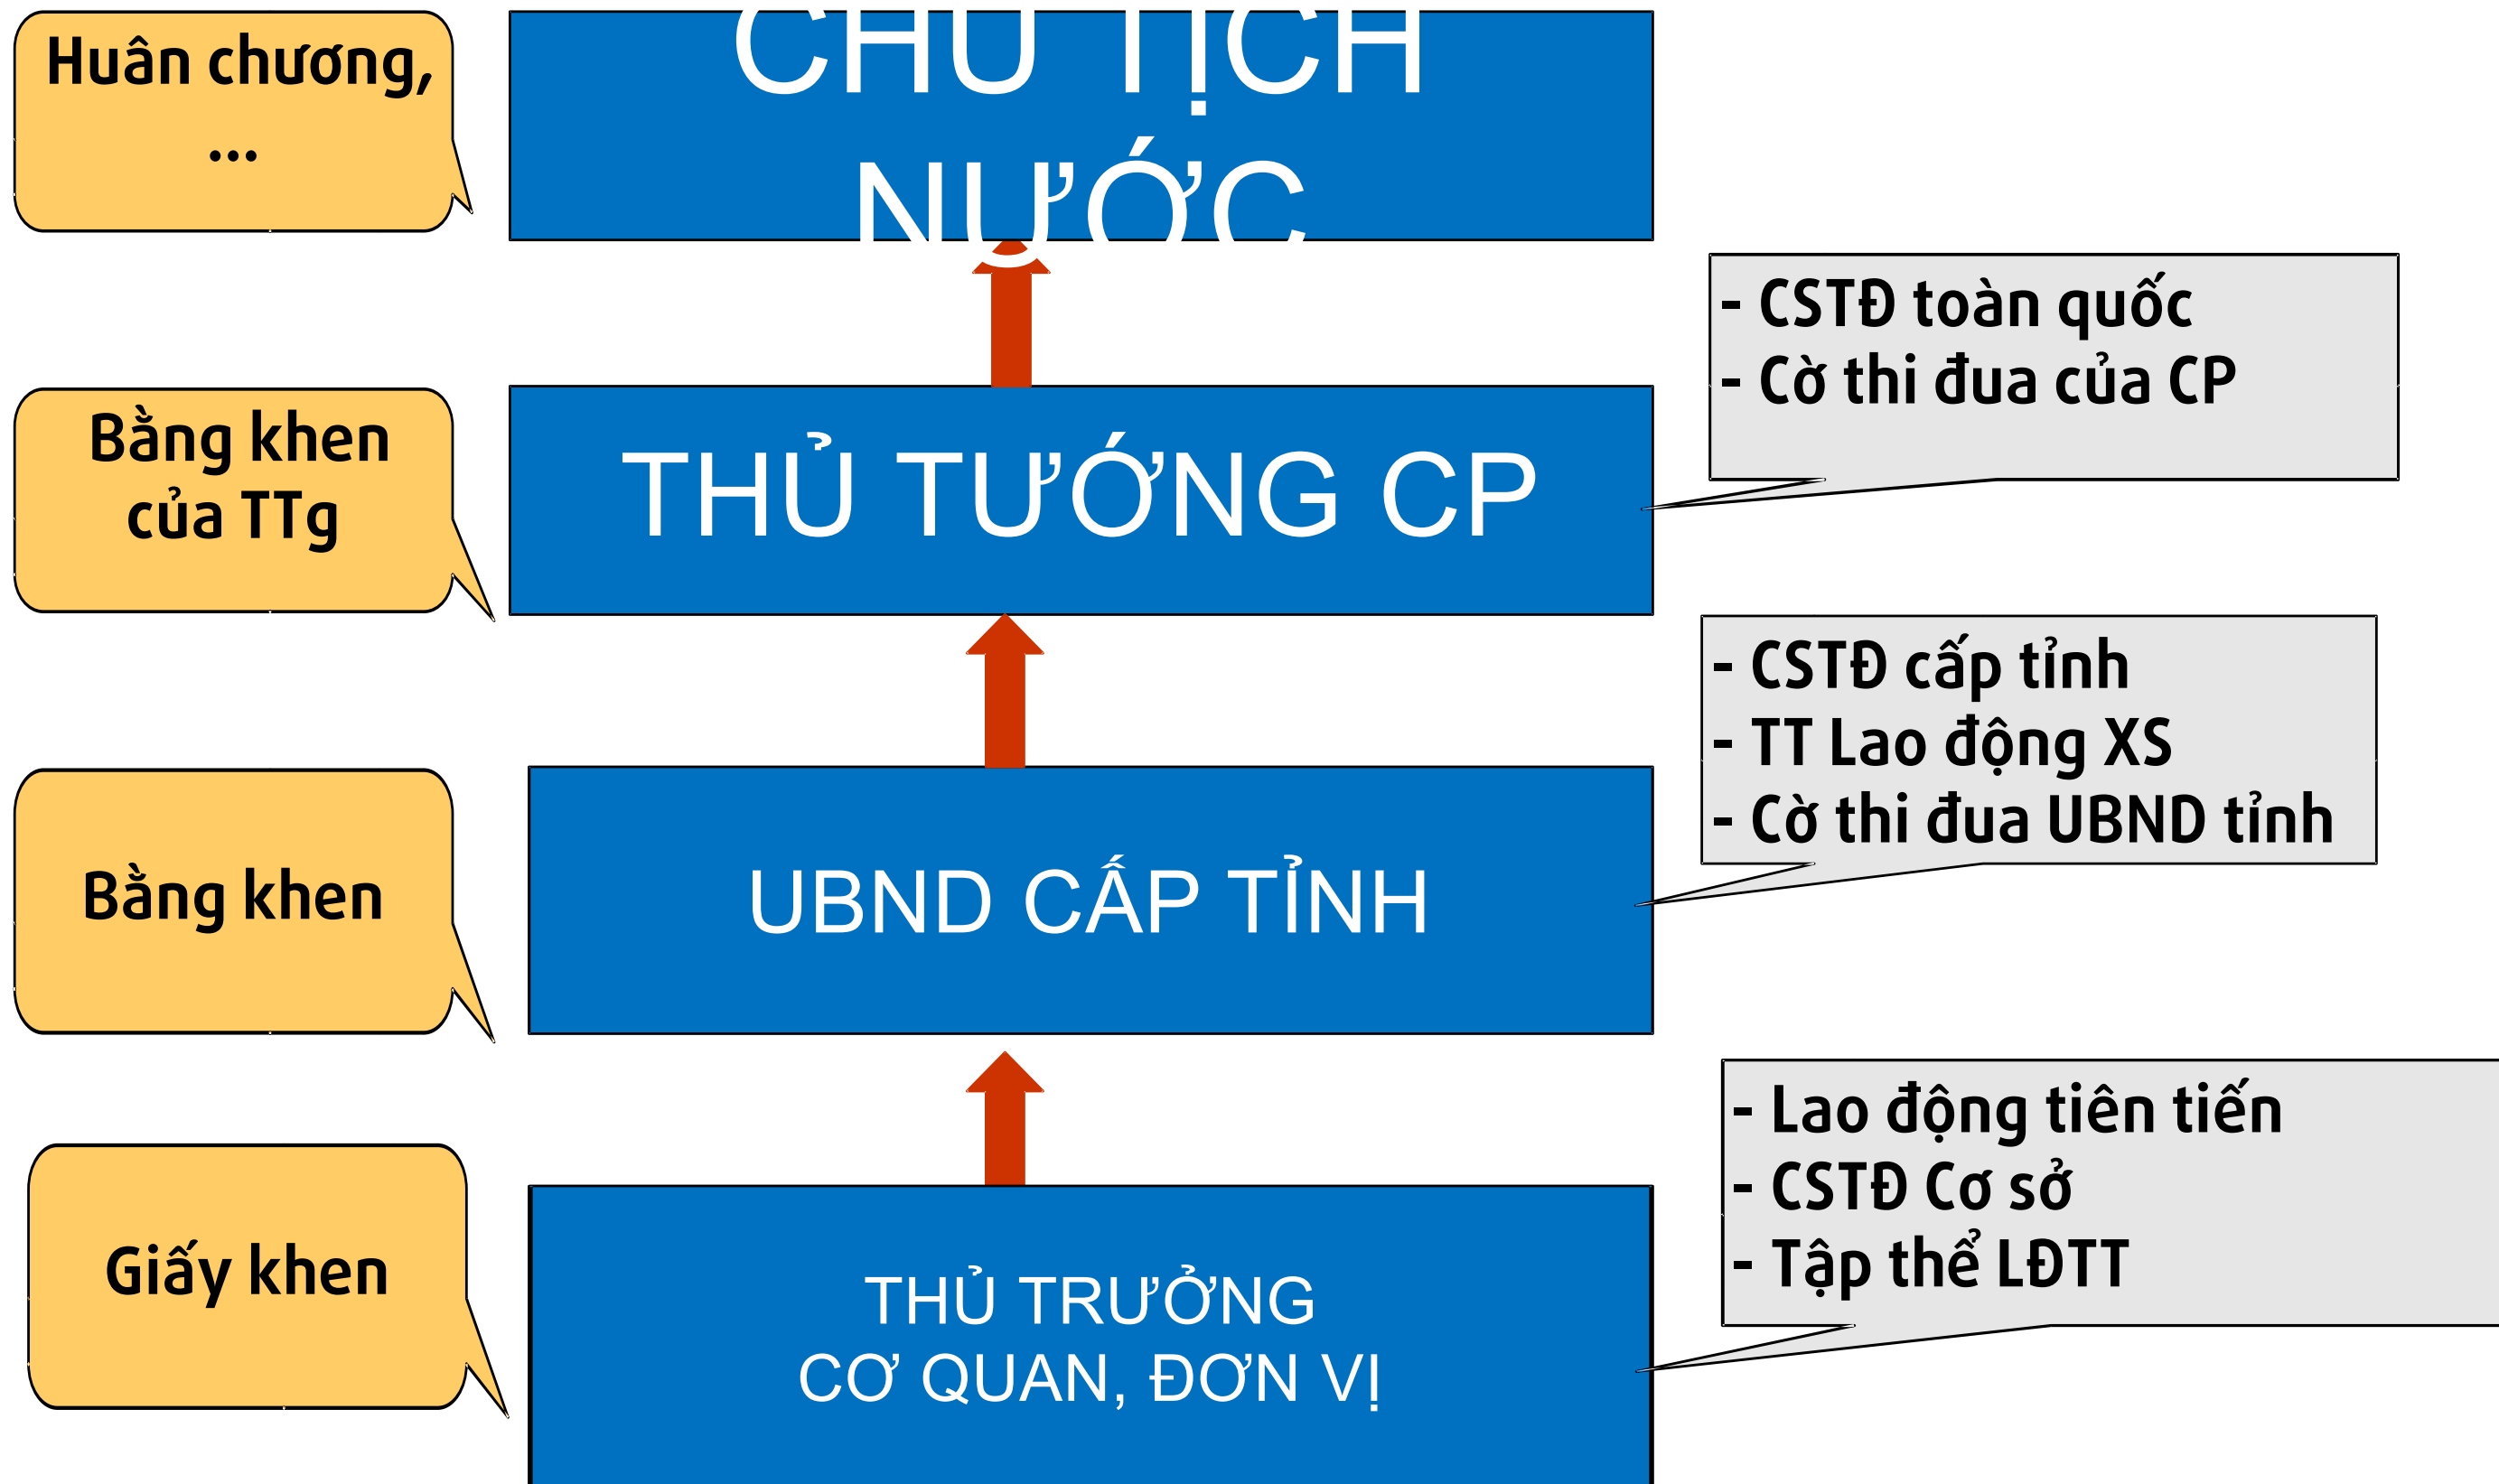 Huân chương,
...
CHỦ TỊCH
NƯỚC
- CSTĐ toàn quốc
- Cờ thi đua của CP
Bằng khen
của TTg
THỦ TƯỚNG CP
- CSTĐ cấp tỉnh
- TT Lao động XS
- Cờ thi đua UBND tỉnh
Bằng khen
UBND CẤP TỈNH
- Lao động tiên tiến
- CSTĐ Cơ sở
- Tập thể LĐTT
Giấy khen
THỦ TRƯỞNG
CƠ QUAN, ĐƠN VỊ